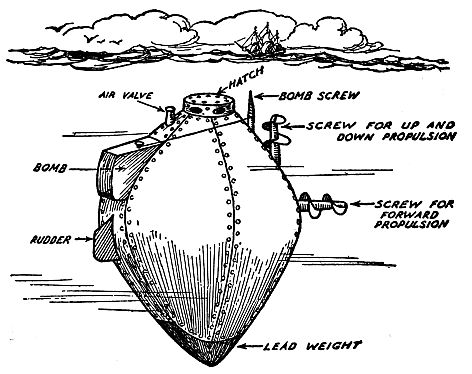 HATCH
AIR VALVE
BOMB SCREW
SCREW FOR UP AND
DOWN PROPULSION
BOMB
SCREW FOR
FORWARD
PROPULSION
RUDDER
LEAD WEIGHT